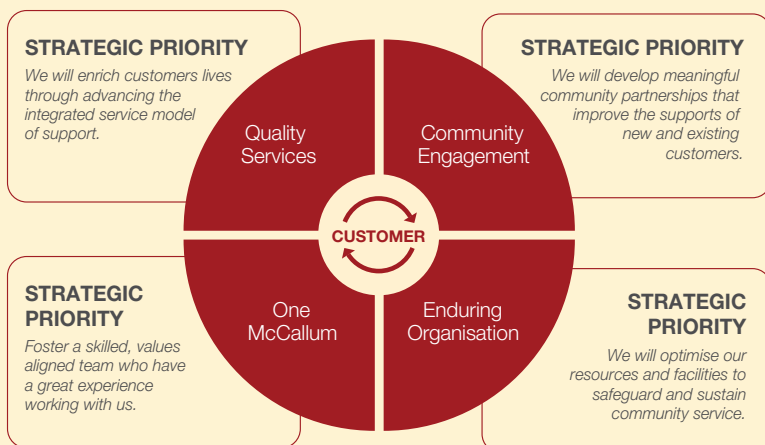 STRATEGIC PRIORITY
We will enrich customers lives
through advancing the
integrated service model
of support.
Quality
Services
Community
Engagement
STRATEGIC PRIORITY
We will develop meaningful
community partnerships that
improve the supports of
new and existing
customers.
CUSTOMER
STRATEGIC
PRIORITY
Foster a skilled, values
aligned team who have
a great experience
working with us.
One
McCallum
Enduring
Organisation
STRATEGIC
PRIORITY
We will optimise our
resources and facilities to
safeguard and sustain
community service.